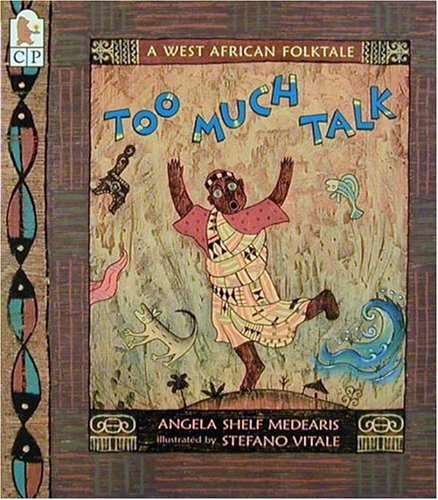 CP
A WEST AFRICAN FOLKTALE
TOO MUCH TALK
ANGELA SHELF MEDEARIS
illustrated by STEFANO VITALE